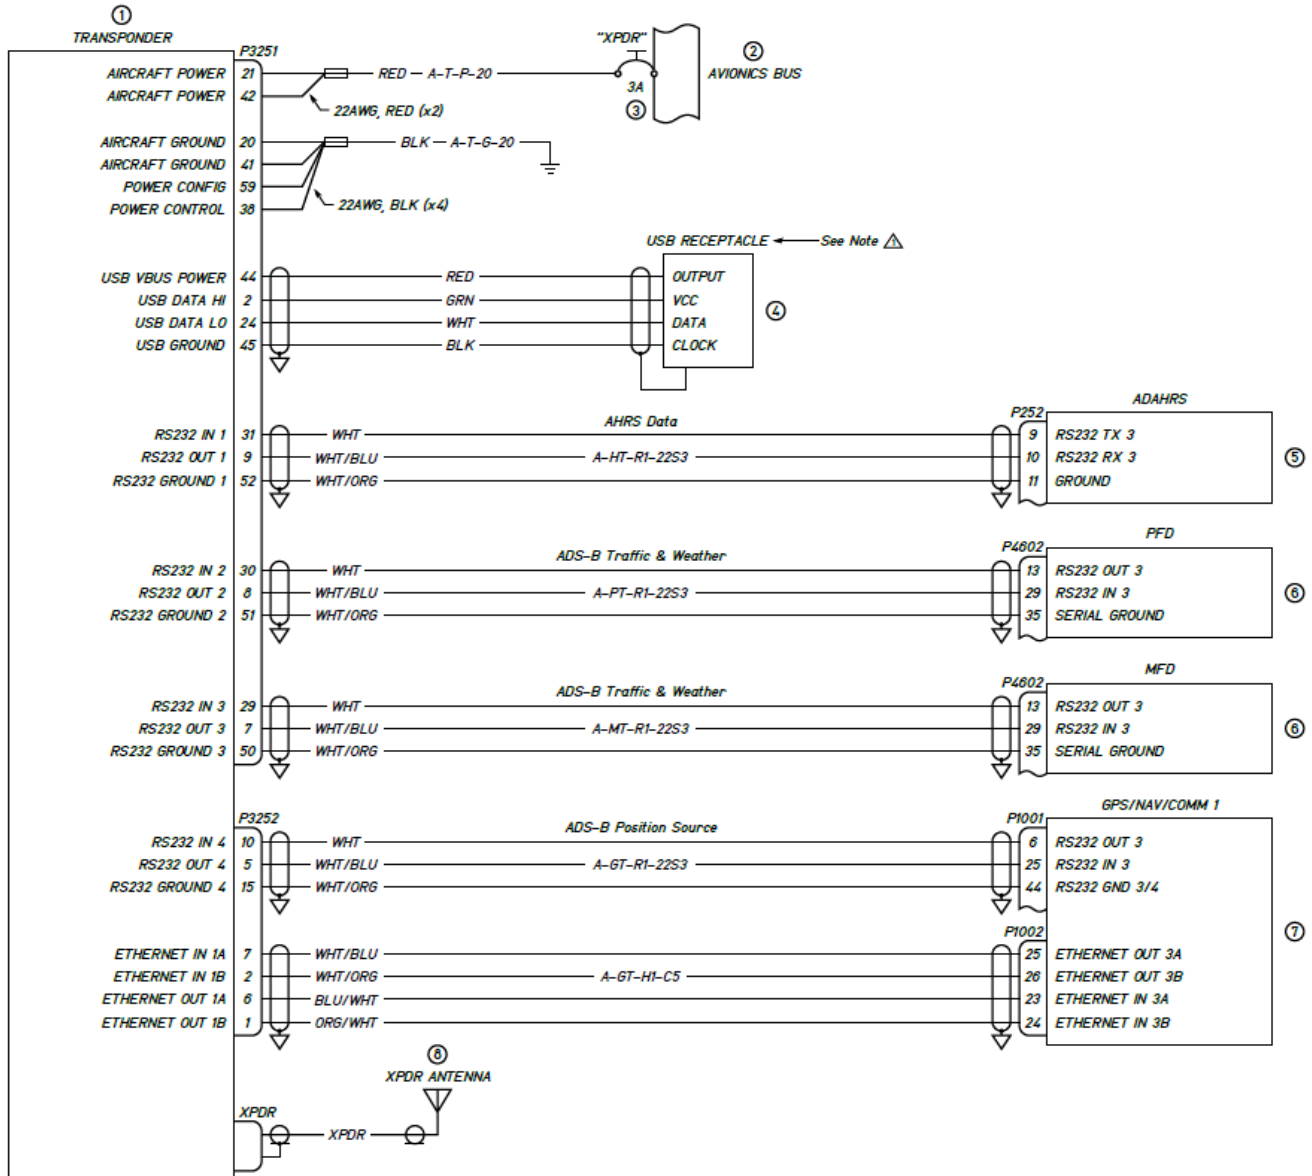 ①
TRANSPONDER
P3251
AIRCRAFT POWER 21 RED A-T-P-20 "XPDR" 3A ③ ② AVIONICS BUS
AIRCRAFT POWER 42
22AWG, RED (x2)
AIRCRAFT GROUND 20 BLK A-T-G-20
AIRCRAFT GROUND 41
POWER CONFIG 59
POWER CONTROL 38
22AWG, BLK (x4)
USB RECEPTACLE See Note 1
USB VBUS POWER 44 RED OUTPUT
USB DATA HI 2 GRN VCC ④
USB DATA LO 24 WHT DATA
USB GROUND 45 BLK CLOCK
ADAHRS
AHRS Data P252
RS232 IN 1 31 WHT 9 RS232 TX 3
RS232 OUT 1 9 WHT/BLU A-HT-R1-22S3 10 RS232 RX 3 ⑤
RS232 GROUND 1 52 WHT/ORG 11 GROUND
PFD
ADS-B Traffic & Weather P4602
RS232 IN 2 30 WHT 13 RS232 OUT 3
RS232 OUT 2 8 WHT/BLU A-PT-R1-22S3 29 RS232 IN 3 ⑥
RS232 GROUND 2 51 WHT/ORG 35 SERIAL GROUND
MFD
ADS-B Traffic & Weather P4602
RS232 IN 3 29 WHT 13 RS232 OUT 3
RS232 OUT 3 7 WHT/BLU A-MT-R1-22S3 29 RS232 IN 3 ⑥
RS232 GROUND 3 50 WHT/ORG 35 SERIAL GROUND
GPS/NAV/COMM 1
P3252 ADS-B Position Source P1001
RS232 IN 4 10 WHT 6 RS232 OUT 3
RS232 OUT 4 5 WHT/BLU A-GT-R1-22S3 25 RS232 IN 3
RS232 GROUND 4 15 WHT/ORG 44 RS232 GND 3/4
P1002 ⑦
ETHERNET IN 1A 7 WHT/BLU 25 ETHERNET OUT 3A
ETHERNET IN 1B 2 WHT/ORG A-GT-H1-C5 26 ETHERNET OUT 3B
ETHERNET OUT 1A 6 BLU/WHT 23 ETHERNET IN 3A
ETHERNET OUT 1B 1 ORG/WHT 24 ETHERNET IN 3B
⑧
XPDR ANTENNA
XPDR
XPDR